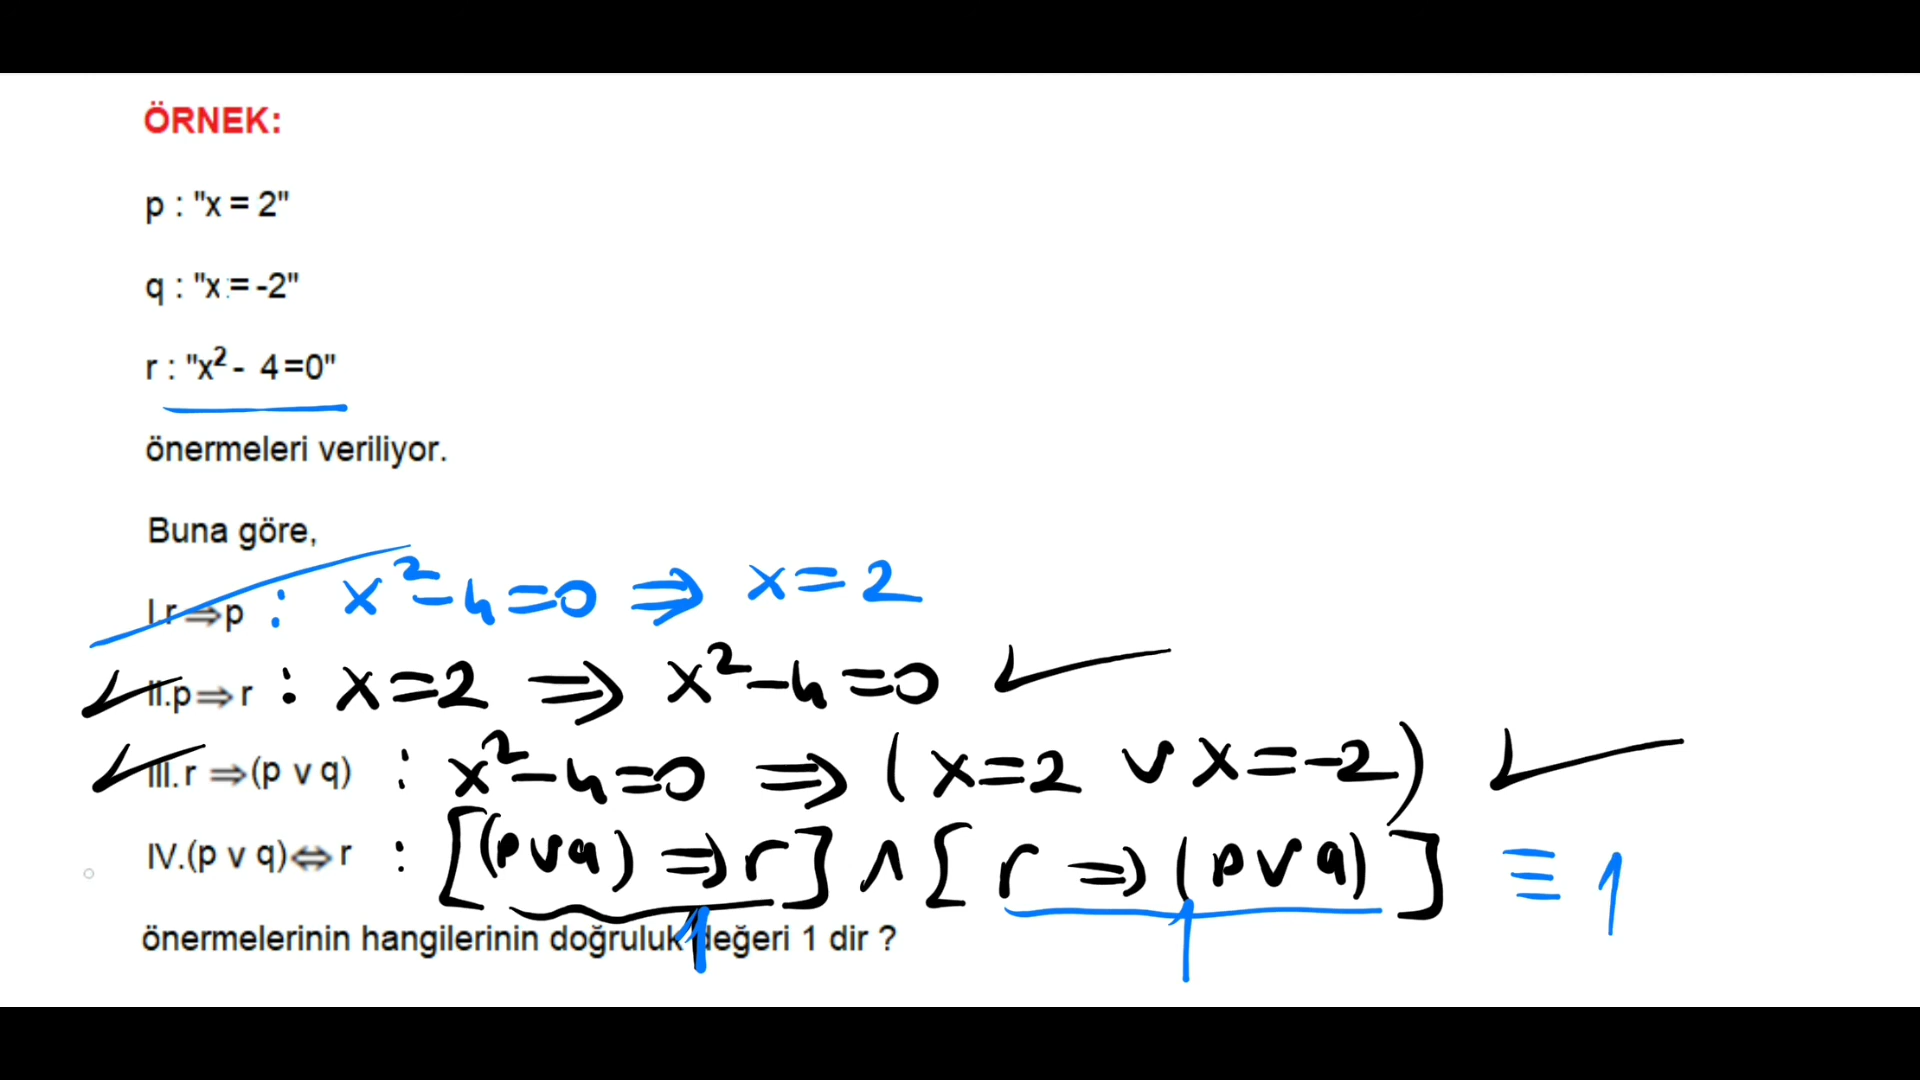 ÖRNEK:
p : "x = 2"
q : "x = -2"
r : "x² - 4=0"
önermeleri veriliyor.
Buna göre,
I.r ⇒ p : x²-4=0 ⇒ x=2
II.p⇒ r : x=2 ⇒ x²-4=0 ✓
III.r ⇒(p v q) : x²-4=0 ⇒ (x=2 v x=-2) ✓
IV.(p v q)⇔ r : [(pvq) ⇒ r] ∧ [r ⇒ (pvq)] ≡ 1
1 1
önermelerinin hangilerinin doğruluk değeri 1 dir ?